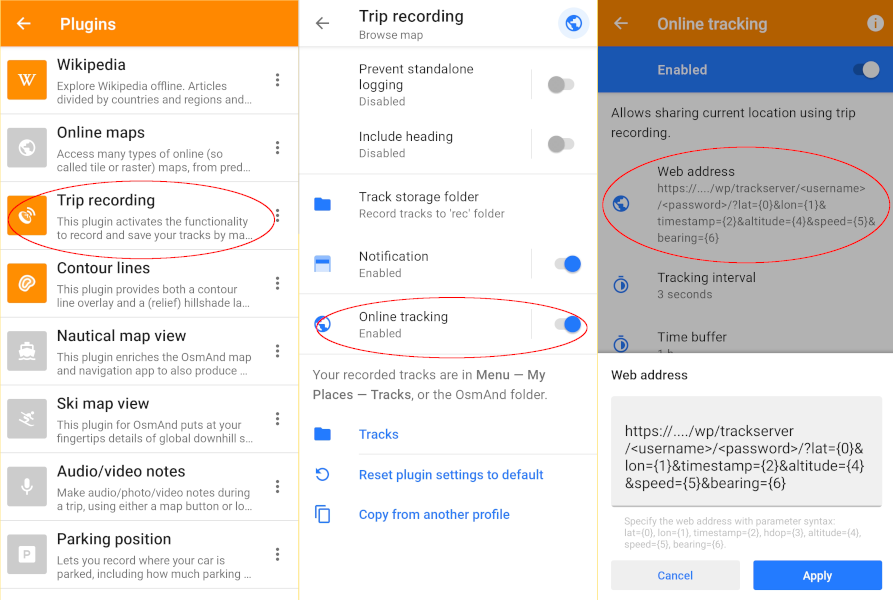 Plugins
Wikipedia
Explore Wikipedia offline. Articles
divided by countries and regions and...
Online maps
Access many types of online (so
called tile or raster) maps, from pred...
Trip recording
This plugin activates the functionality
to record and save your tracks by ma...
Contour lines
This plugin provides both a contour
line overlay and a (relief) hillshade la...
Nautical map view
This plugin enriches the OsmAnd map
and navigation app to also produce ...
Ski map view
This plugin for OsmAnd puts at your
fingertips details of global downhill s...
Audio/video notes
Make audio/photo/video notes during
a trip, using either a map button or lo...
Parking position
Lets you record where your car is
parked, including how much parking ...
Trip recording
Browse map
Prevent standalone
logging
Disabled
Include heading
Disabled
Track storage folder
Record tracks to 'rec' folder
Notification
Enabled
Online tracking
Enabled
Your recorded tracks are in Menu — My
Places — Tracks, or the OsmAnd folder.
Tracks
Reset plugin settings to default
Copy from another profile
Online tracking
Enabled
Allows sharing current location using trip
recording.
Web address
https://..../wp/trackserver/<username>
/<password>/?lat={0}&lon={1}&
timestamp={2}&altitude={4}&speed={5}&
bearing={6}
Tracking interval
3 seconds
Time buffer
Web address
https://..../wp/trackserver
/<username>/<password>/?lat={0}&
lon={1}&timestamp={2}&altitude={4}
&speed={5}&bearing={6}
Specify the web address with parameter syntax:
lat={0}, lon={1}, timestamp={2}, hdop={3}, altitude={4},
speed={5}, bearing={6}.
Cancel
Apply